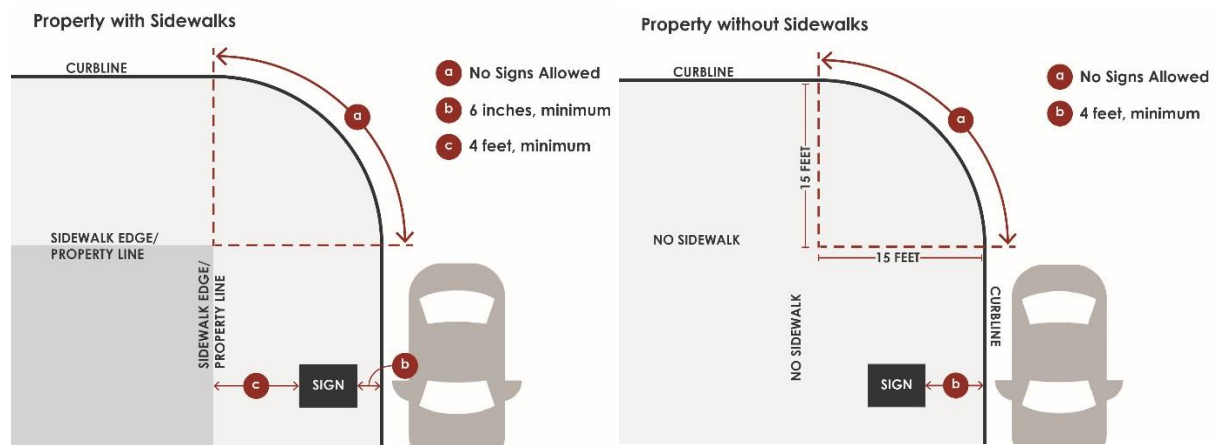 Property with Sidewalks
CURBLINE
a
a No Signs Allowed
b 6 inches, minimum
c 4 feet, minimum
SIDEWALK EDGE/
PROPERTY LINE
SIDEWALK EDGE/
PROPERTY LINE
c
SIGN
b
Property without Sidewalks
CURBLINE
a
a No Signs Allowed
b 4 feet, minimum
15 FEET
NO SIDEWALK
15 FEET
NO SIDEWALK
CURBLINE
SIGN
b